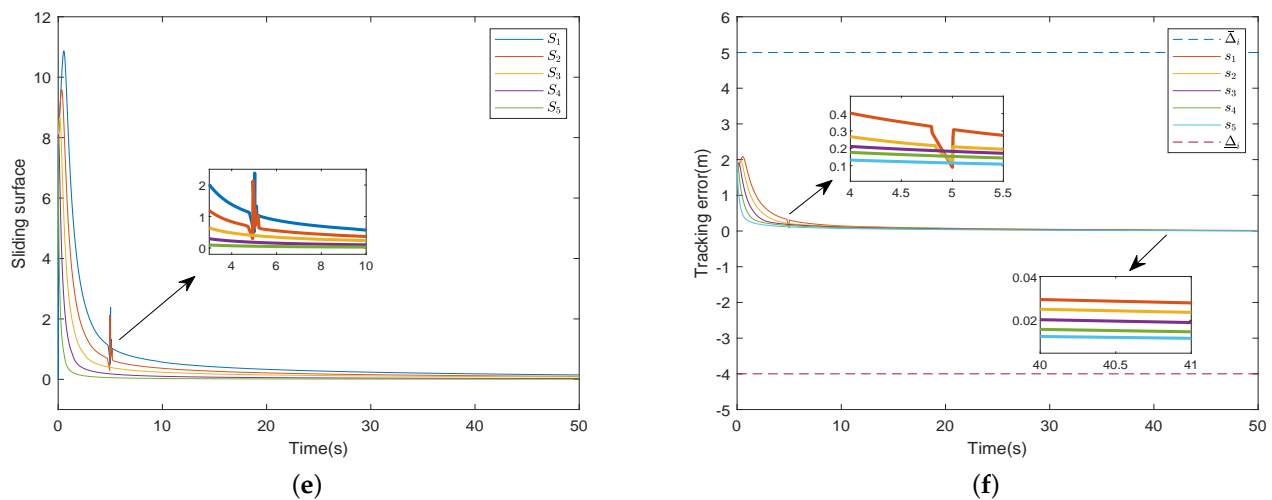 12
10
8
6
4
2
0
Sliding surface
0 10 20 30 40 50
Time(s)
S₁
S₂
S₃
S₄
S₅
2
1
0
4 6 8 10
(e)
6
5
4
3
2
1
0
-1
-2
-3
-4
-5
Tracking error(m)
0 10 20 30 40 50
Time(s)
Δ̄ᵢ
s₁
s₂
s₃
s₄
s₅
Δ̲ᵢ
0.4
0.3
0.2
0.1
4 4.5 5 5.5
0.04
0.02
40 40.5 41
(f)